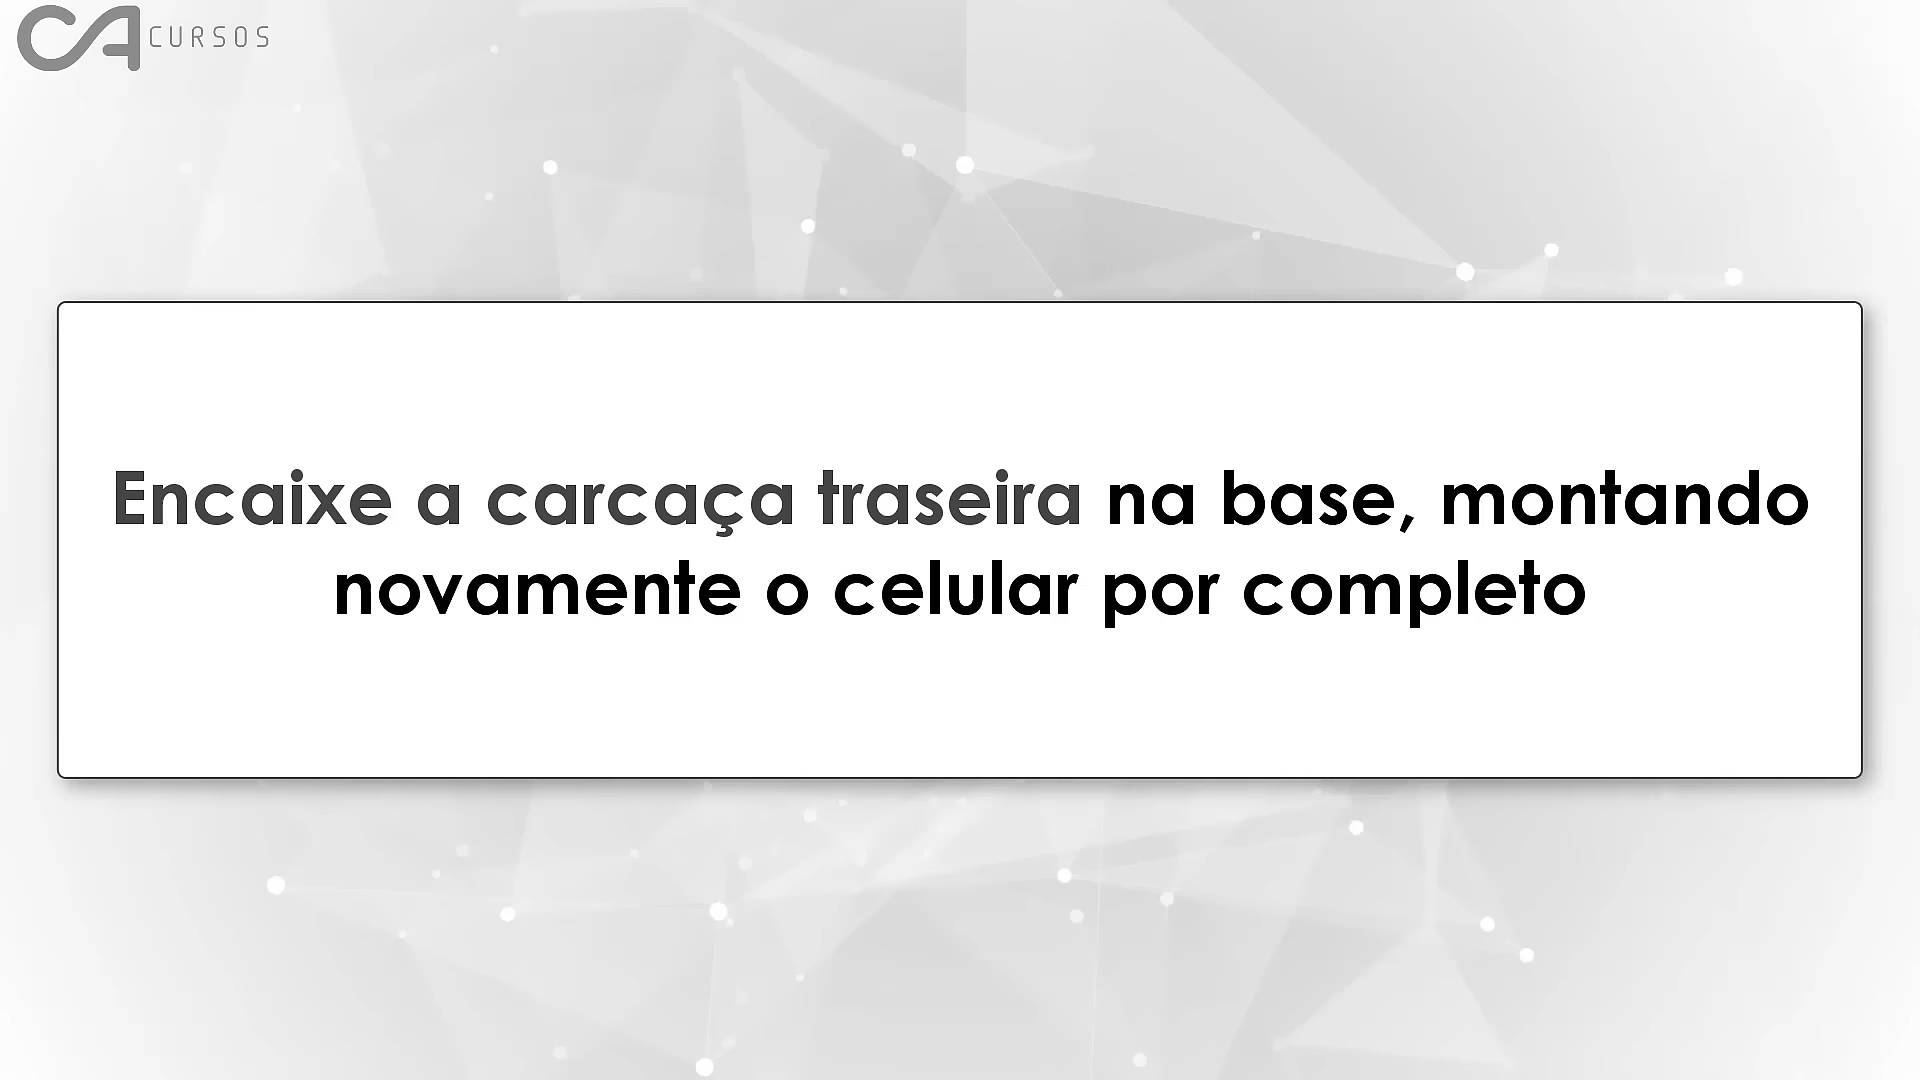 CA CURSOS
Encaixe a carcaça traseira na base, montando
novamente o celular por completo